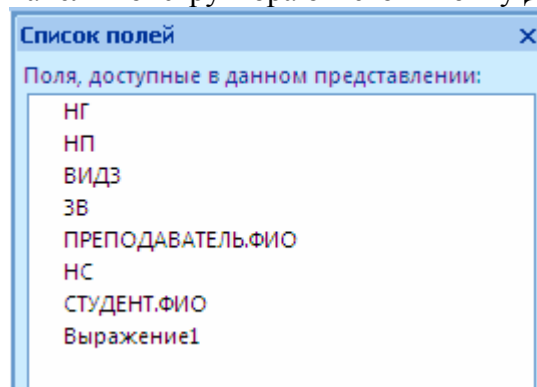 Список полей
Поля, доступные в данном представлении:
НГ
НП
ВИДЗ
ЗВ
ПРЕПОДАВАТЕЛЬ.ФИО
НС
СТУДЕНТ.ФИО
Выражение1